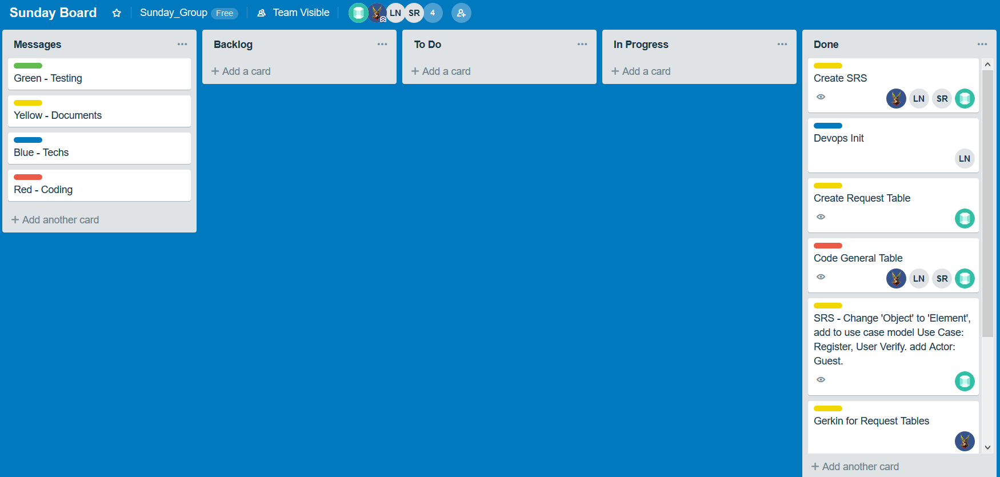 Sunday Board
Sunday_Group Free
Team Visible
LN
SR
4
Messages
Green - Testing
Yellow - Documents
Blue - Techs
Red - Coding
+ Add another card
Backlog
+ Add a card
To Do
+ Add a card
In Progress
+ Add a card
Done
Create SRS
LN
SR
Devops Init
LN
Create Request Table
Code General Table
LN
SR
SRS - Change 'Object' to 'Element',
add to use case model Use Case:
Register, User Verify. add Actor:
Guest.
Gerkin for Request Tables
+ Add another card